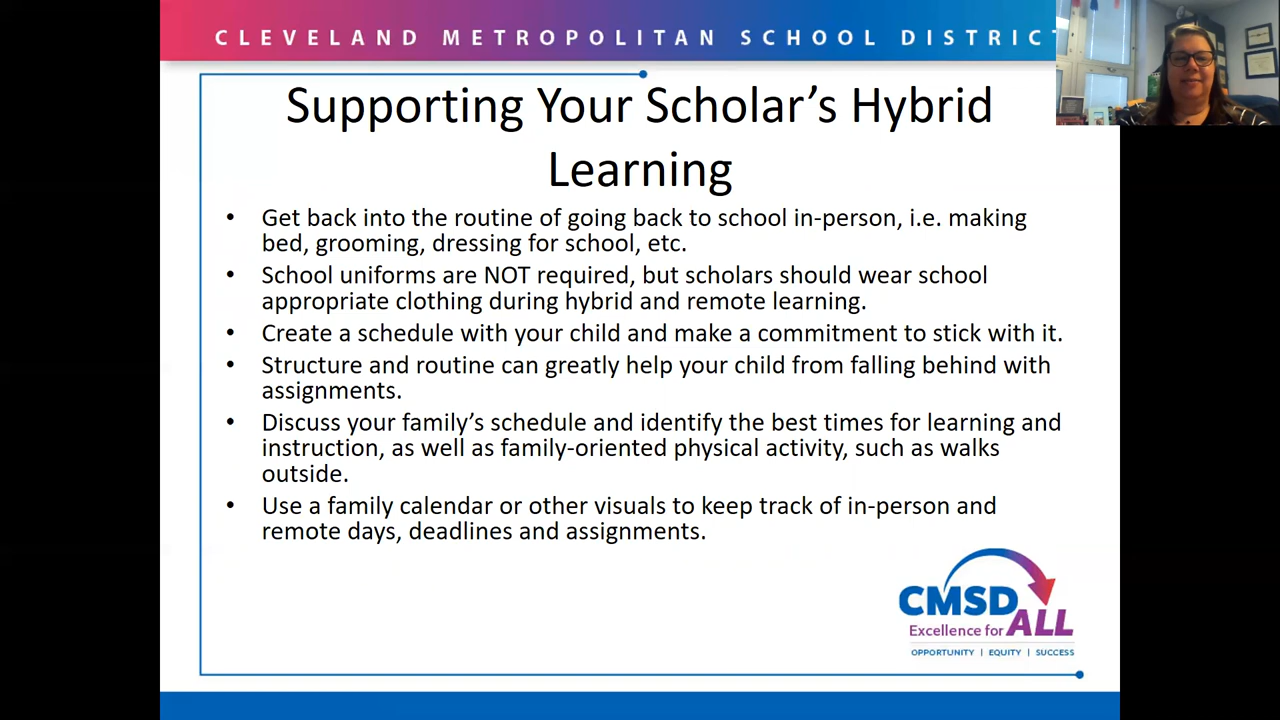 CLEVELAND METROPOLITAN SCHOOL DISTRICT
Supporting Your Scholar's Hybrid
Learning
• Get back into the routine of going back to school in-person, i.e. making
bed, grooming, dressing for school, etc.
• School uniforms are NOT required, but scholars should wear school
appropriate clothing during hybrid and remote learning.
• Create a schedule with your child and make a commitment to stick with it.
• Structure and routine can greatly help your child from falling behind with
assignments.
• Discuss your family's schedule and identify the best times for learning and
instruction, as well as family-oriented physical activity, such as walks
outside.
• Use a family calendar or other visuals to keep track of in-person and
remote days, deadlines and assignments.
CMSD
Excellence for ALL
OPPORTUNITY | EQUITY | SUCCESS